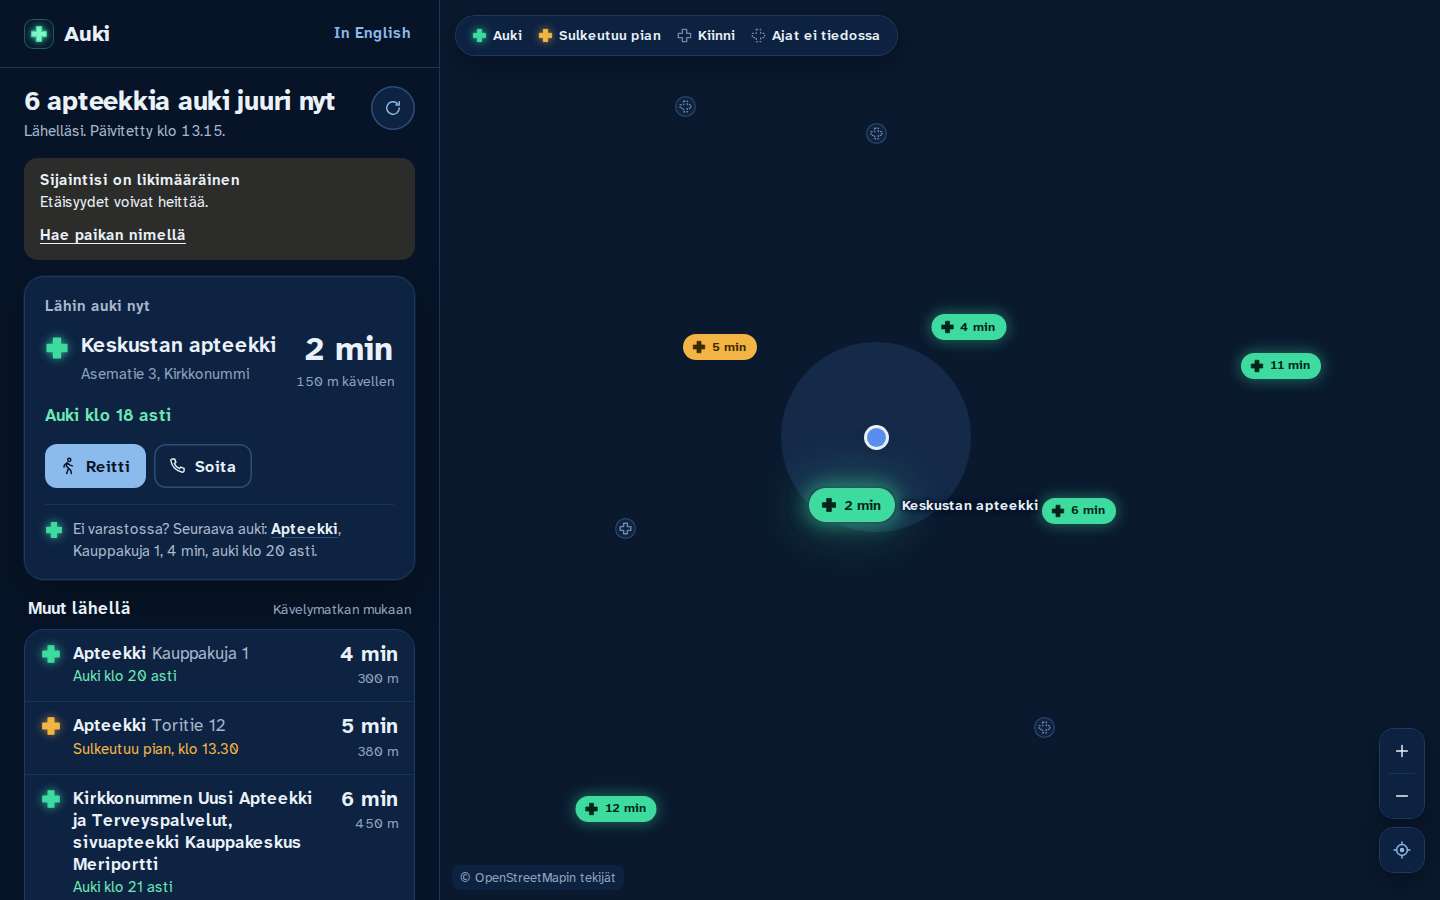 Auki
In English
6 apteekkia auki juuri nyt
Lähelläsi. Päivitetty klo 13.15.
Sijaintisi on likimääräinen
Etäisyydet voivat heittää.
Hae paikan nimellä
Lähin auki nyt
Keskustan apteekki
2 min
Asematie 3, Kirkkonummi
150 m kävellen
Auki klo 18 asti
Reitti
Soita
Ei varastossa? Seuraava auki: Apteekki,
Kauppakuja 1, 4 min, auki klo 20 asti.
Muut lähellä
Kävelymatkan mukaan
Apteekki Kauppakuja 1
4 min
Auki klo 20 asti
300 m
Apteekki Toritie 12
5 min
Sulkeutuu pian, klo 13.30
380 m
Kirkkonummen Uusi Apteekki
ja Terveyspalvelut,
sivuapteekki Kauppakeskus
Meriportti
6 min
450 m
Auki klo 21 asti
Auki
Sulkeutuu pian
Kiinni
Ajat ei tiedossa
4 min
5 min
11 min
2 min
Keskustan apteekki
6 min
12 min
© OpenStreetMapin tekijät